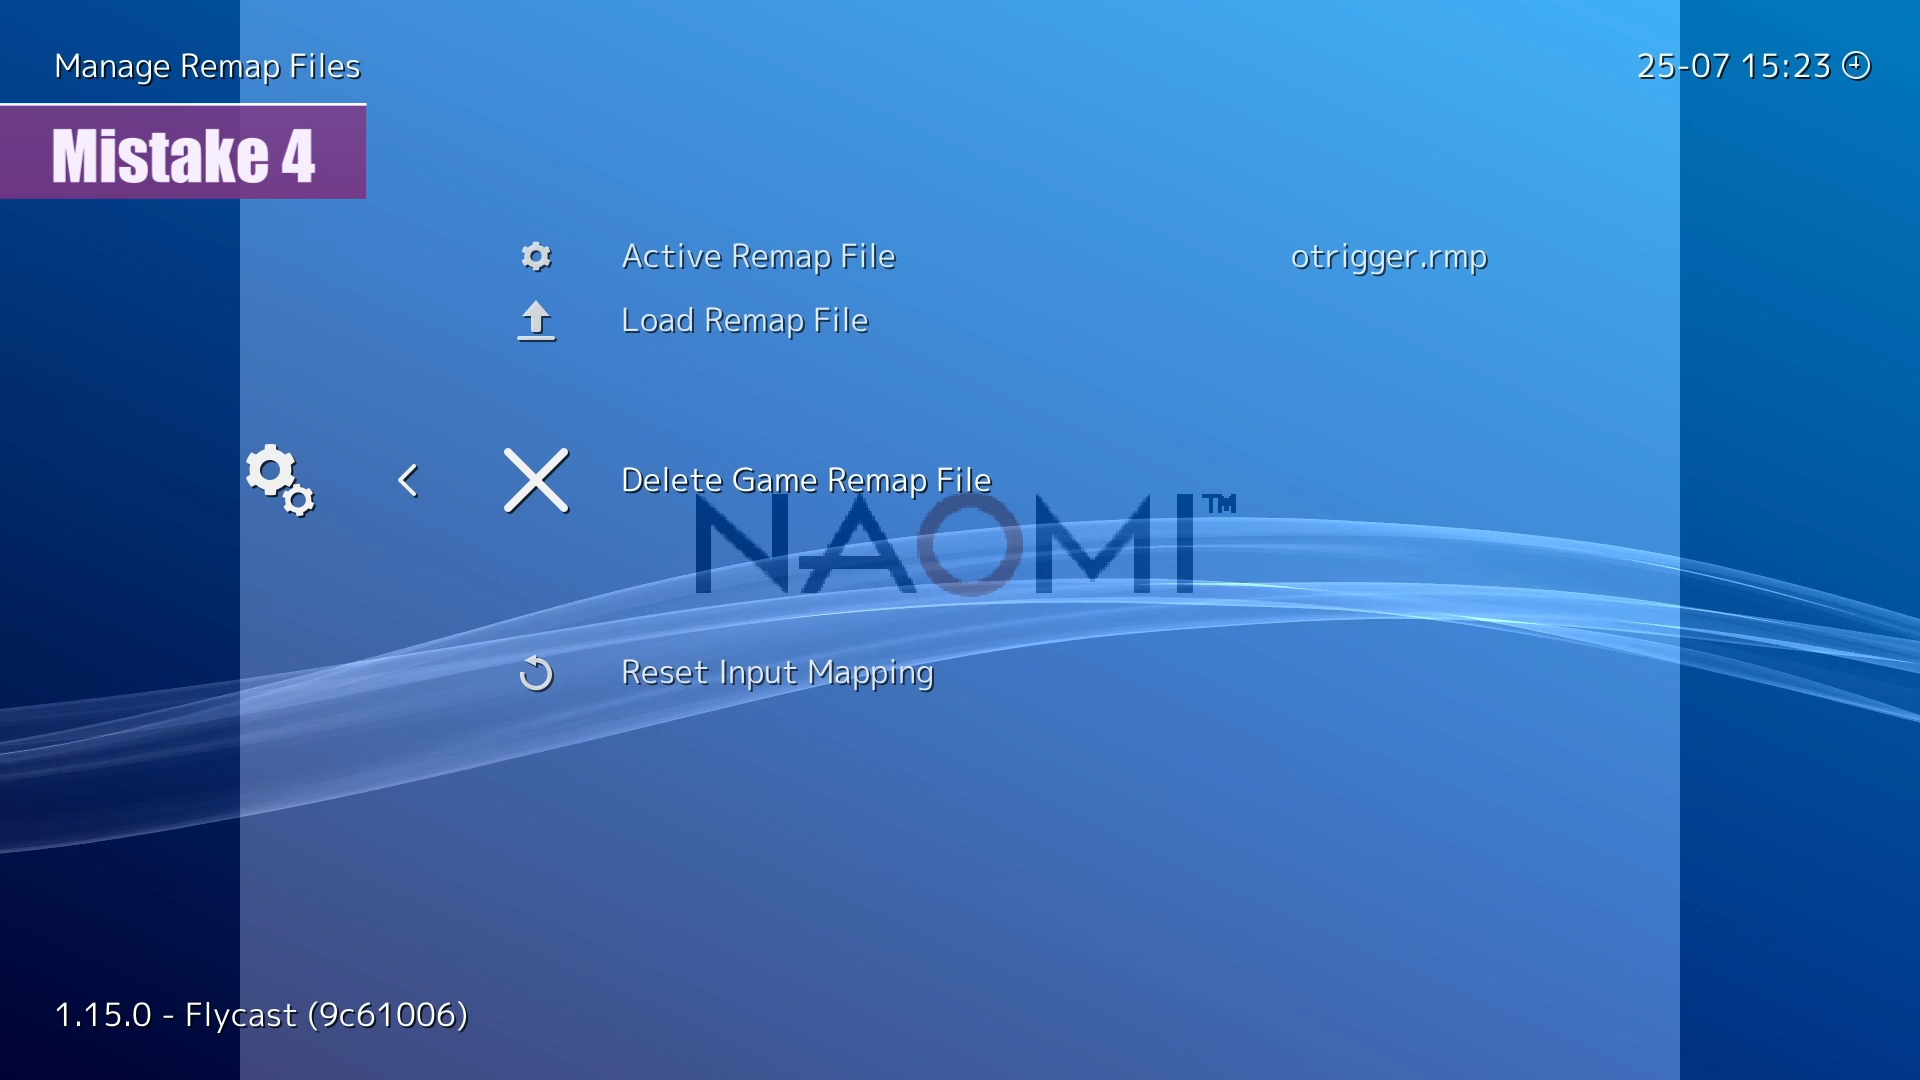 Manage Remap Files
25-07 15:23
Mistake 4
Active Remap File
otrigger.rmp
Load Remap File
Delete Game Remap File
NAOMI™
Reset Input Mapping
1.15.0 - Flycast (9c61006)